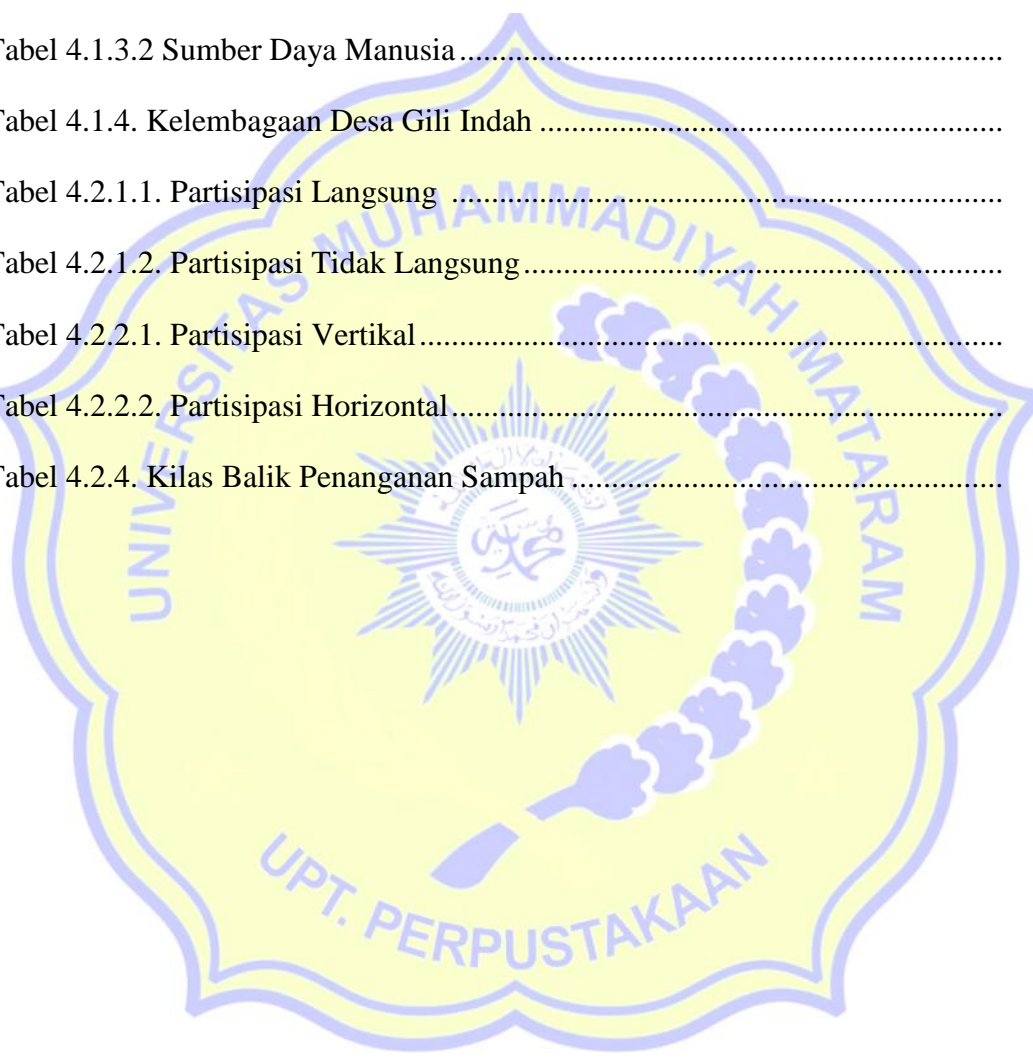 Tabel 4.1.3.2 Sumber Daya Manusia ....................................................................
Tabel 4.1.4. Kelembagaan Desa Gili Indah ..........................................................
Tabel 4.2.1.1. Partisipasi Langsung .....................................................................
Tabel 4.2.1.2. Partisipasi Tidak Langsung ............................................................
Tabel 4.2.2.1. Partisipasi Vertikal .........................................................................
Tabel 4.2.2.2. Partisipasi Horizontal .....................................................................
Tabel 4.2.4. Kilas Balik Penanganan Sampah ......................................................
UNIVERSITAS MUHAMMADIYAH MATARAM
UPT. PERPUSTAKAAN